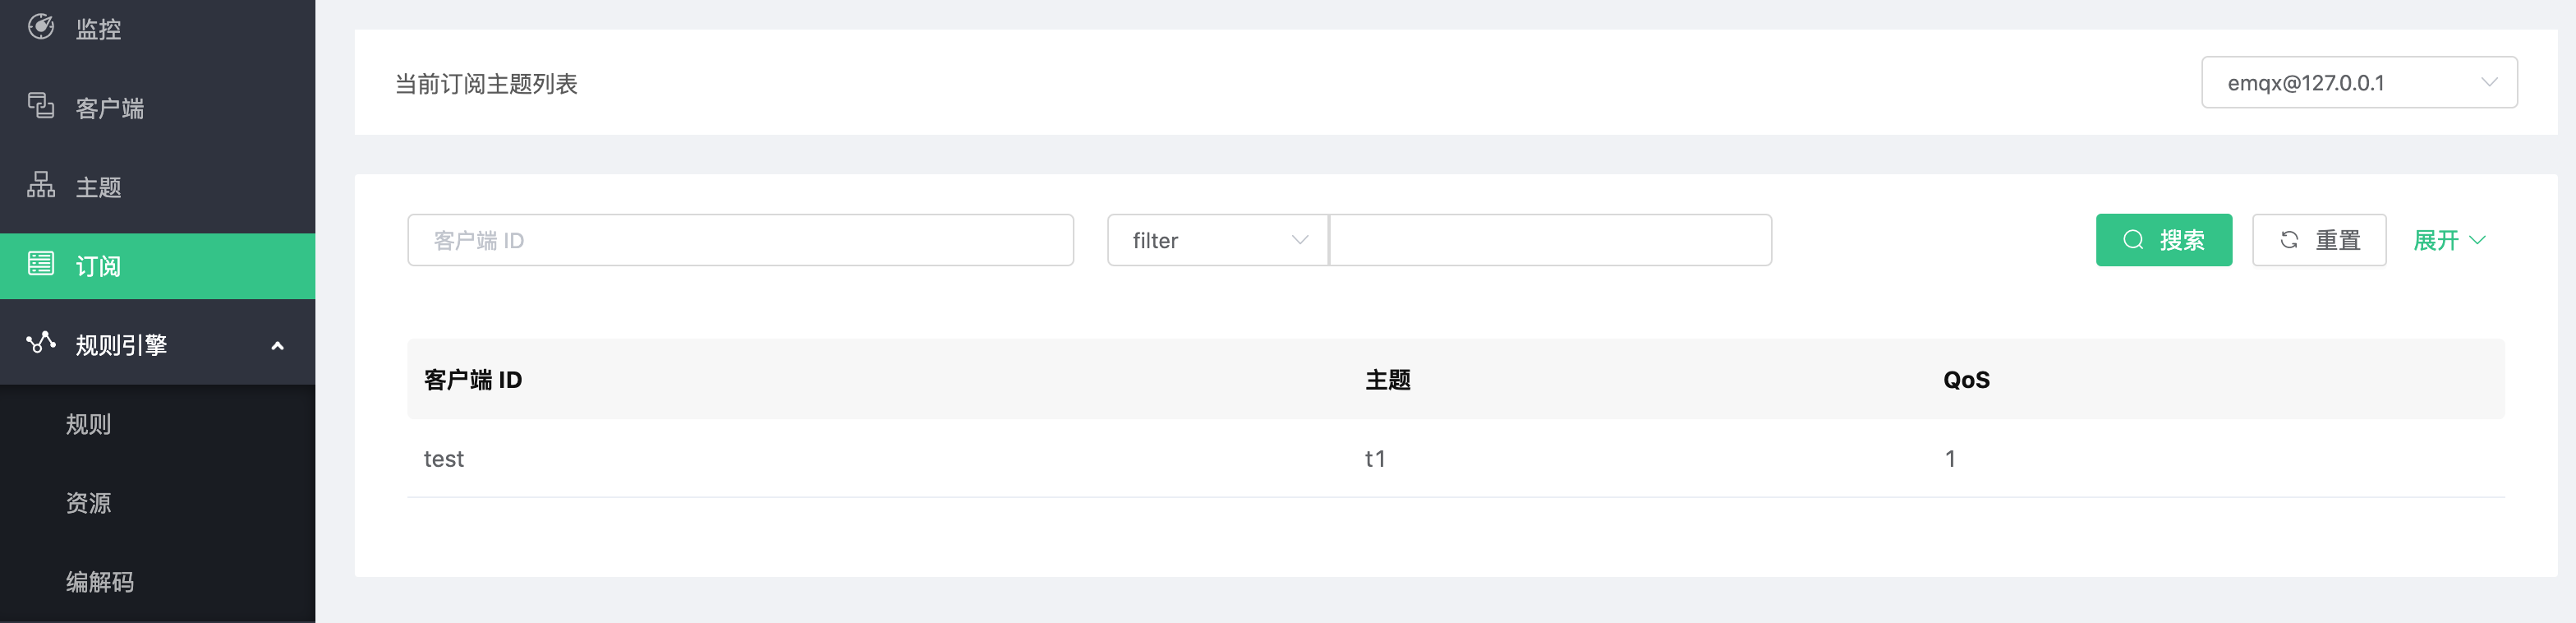 监控
客户端
主题
订阅
规则引擎
规则
资源
编解码
当前订阅主题列表
emqx@127.0.0.1
客户端 ID
filter
搜索
重置
展开
客户端 ID 主题 QoS
test t1 1